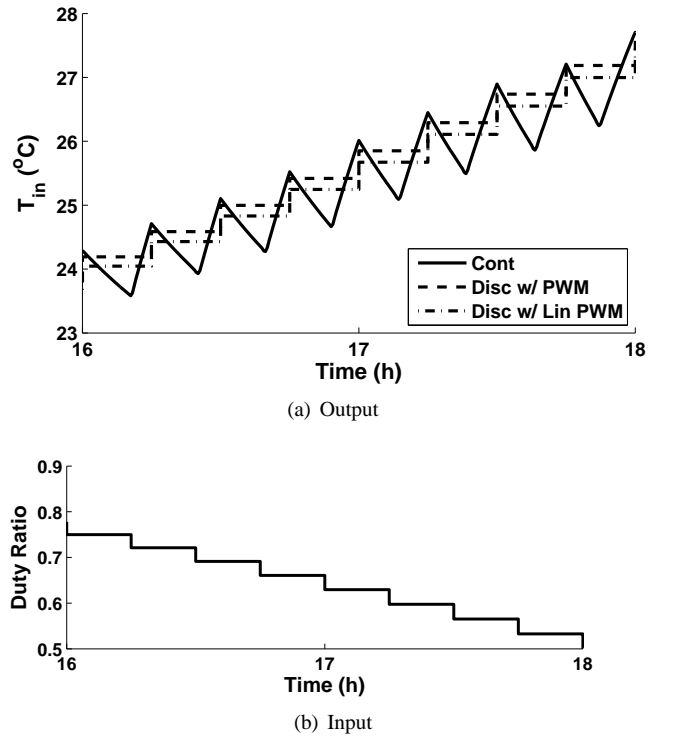 28
27
26
25
24
23
T_in (°C)
Cont
Disc w/ PWM
Disc w/ Lin PWM
16 17 18
Time (h)
(a) Output
0.9
0.8
0.7
0.6
0.5
Duty Ratio
16 17 18
Time (h)
(b) Input